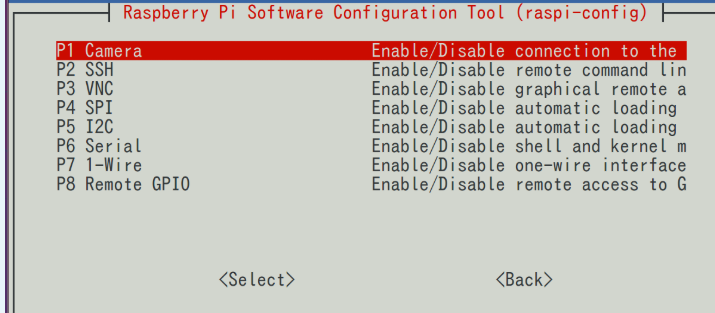 Raspberry Pi Software Configuration Tool (raspi-config)
P1 Camera Enable/Disable connection to the
P2 SSH Enable/Disable remote command lin
P3 VNC Enable/Disable graphical remote a
P4 SPI Enable/Disable automatic loading
P5 I2C Enable/Disable automatic loading
P6 Serial Enable/Disable shell and kernel m
P7 1-Wire Enable/Disable one-wire interface
P8 Remote GPIO Enable/Disable remote access to G
<Select> <Back>